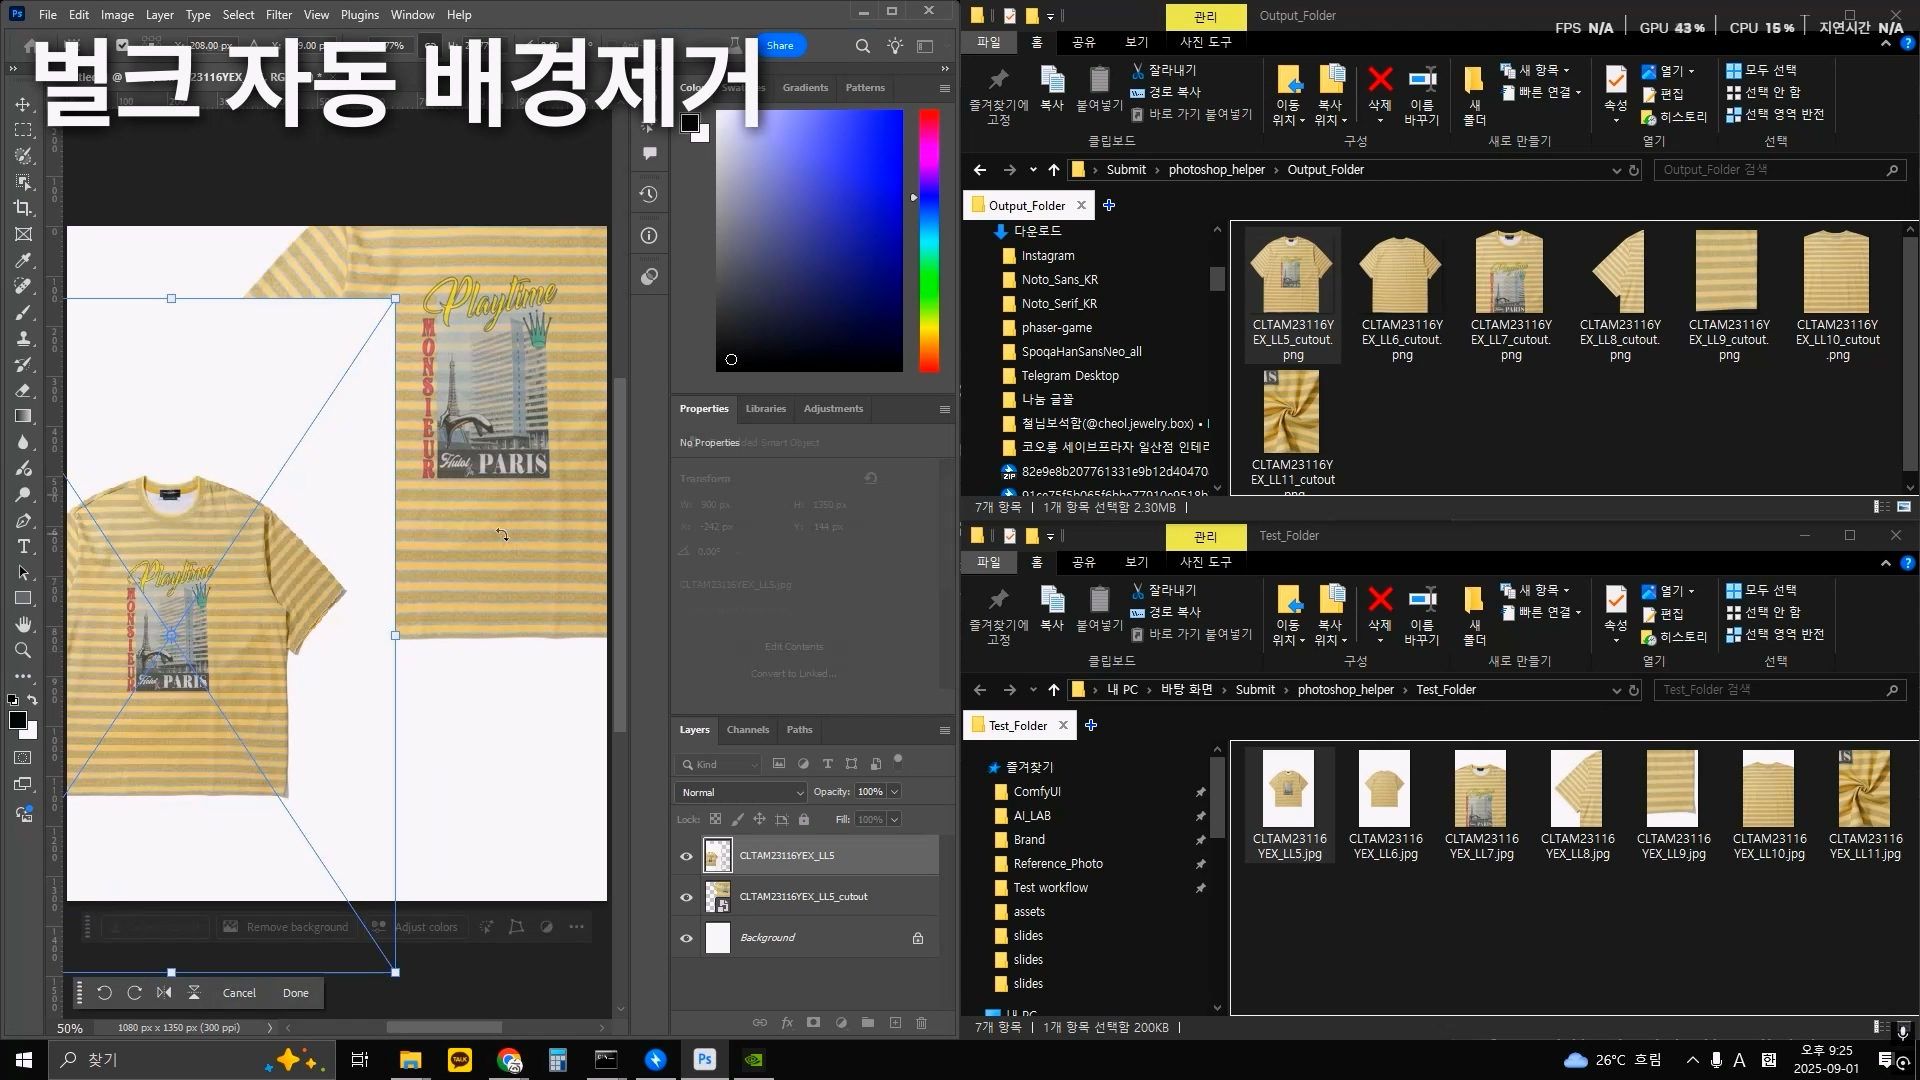 벌크 자동 배경제거
File Edit Image Layer Type Select Filter View Plugins Window Help
Share
Gradients Patterns
Playtime
MONSIEUR
PARIS
Properties Libraries Adjustments
No Properties
Transform
W: 900 px H: 1350 px
X: -242 px Y: 144 px
0.00°
CLTAM23116YEX_LL5.jpg
Edit Contents
Convert to Linked...
Layers Channels Paths
Kind
Normal Opacity: 100%
Lock: Fill: 100%
CLTAM23116YEX_LL5
CLTAM23116YEX_LL5_cutout
Background
Remove background Adjust colors
Cancel Done
50% 1080 px x 1350 px (300 ppi)
관리 Output_Folder
FPS N/A GPU 43 % CPU 15 % 지연시간 N/A
파일 홈 공유 보기 사진 도구
즐겨찾기에 고정 복사 붙여넣기 잘라내기 경로 복사 바로 가기 붙여넣기
이동 위치 복사 위치 삭제 이름 바꾸기 새 폴더 새 항목 빠른 연결
속성 열기 편집 히스토리 모두 선택 선택 안 함 선택 영역 반전
클립보드 구성 새로 만들기 열기 선택
Submit photoshop_helper Output_Folder Output_Folder 검색
Output_Folder
다운로드
Instagram
Noto_Sans_KR
Noto_Serif_KR
phaser-game
SpoqaHanSansNeo_all
Telegram Desktop
나눔 글꼴
철님보석함(@cheol.jewelry.box) •
코오롱 세이브프라자 일산점 인테리
82e9e8b207761331e9b12d40470
CLTAM23116YEX_LL5_cutout.png
CLTAM23116YEX_LL6_cutout.png
CLTAM23116YEX_LL7_cutout.png
CLTAM23116YEX_LL8_cutout.png
CLTAM23116YEX_LL9_cutout.png
CLTAM23116YEX_LL10_cutout.png
CLTAM23116YEX_LL11_cutout
7개 항목 1개 항목 선택함 2.30MB
관리 Test_Folder
파일 홈 공유 보기 사진 도구
즐겨찾기에 고정 복사 붙여넣기 잘라내기 경로 복사 바로 가기 붙여넣기
이동 위치 복사 위치 삭제 이름 바꾸기 새 폴더 새 항목 빠른 연결
속성 열기 편집 히스토리 모두 선택 선택 안 함 선택 영역 반전
클립보드 구성 새로 만들기 열기 선택
내 PC 바탕 화면 Submit photoshop_helper Test_Folder Test_Folder 검색
Test_Folder
즐겨찾기
ComfyUI
AI_LAB
Brand
Reference_Photo
Test workflow
assets
slides
slides
slides
내 PC
CLTAM23116YEX_LL5.jpg
CLTAM23116YEX_LL6.jpg
CLTAM23116YEX_LL7.jpg
CLTAM23116YEX_LL8.jpg
CLTAM23116YEX_LL9.jpg
CLTAM23116YEX_LL10.jpg
CLTAM23116YEX_LL11.jpg
7개 항목 1개 항목 선택함 200KB
찾기
26°C 흐림 A 한 오후 9:25
2025-09-01